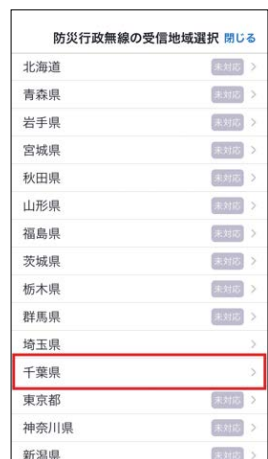 防災行政無線の受信地域選択 閉じる
北海道 未対応
青森県 未対応
岩手県 未対応
宮城県 未対応
秋田県 未対応
山形県 未対応
福島県 未対応
茨城県 未対応
栃木県 未対応
群馬県 未対応
埼玉県
千葉県
東京都 未対応
神奈川県 未対応
新潟県 未対応